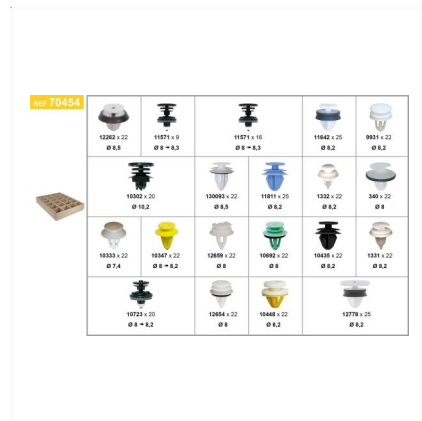 REF 70454
12262 x 22
Ø 8,5
11571 x 9
Ø 8 → 8,3
11571 x 16
Ø 8 → 8,3
11642 x 25
Ø 8,2
9931 x 22
Ø 8,2
10302 x 20
Ø 10,2
130093 x 22
Ø 8,5
11811 x 25
Ø 8,2
1332 x 22
Ø 8,2
340 x 22
Ø 8
10333 x 22
Ø 7,4
10347 x 22
Ø 8 → 8,2
12659 x 22
Ø 8
10692 x 22
Ø 8
10435 x 22
Ø 8,2
1331 x 22
Ø 8,2
10723 x 20
Ø 8 → 8,2
12654 x 22
Ø 8
10448 x 22
Ø 8,2
12778 x 25
Ø 8,2